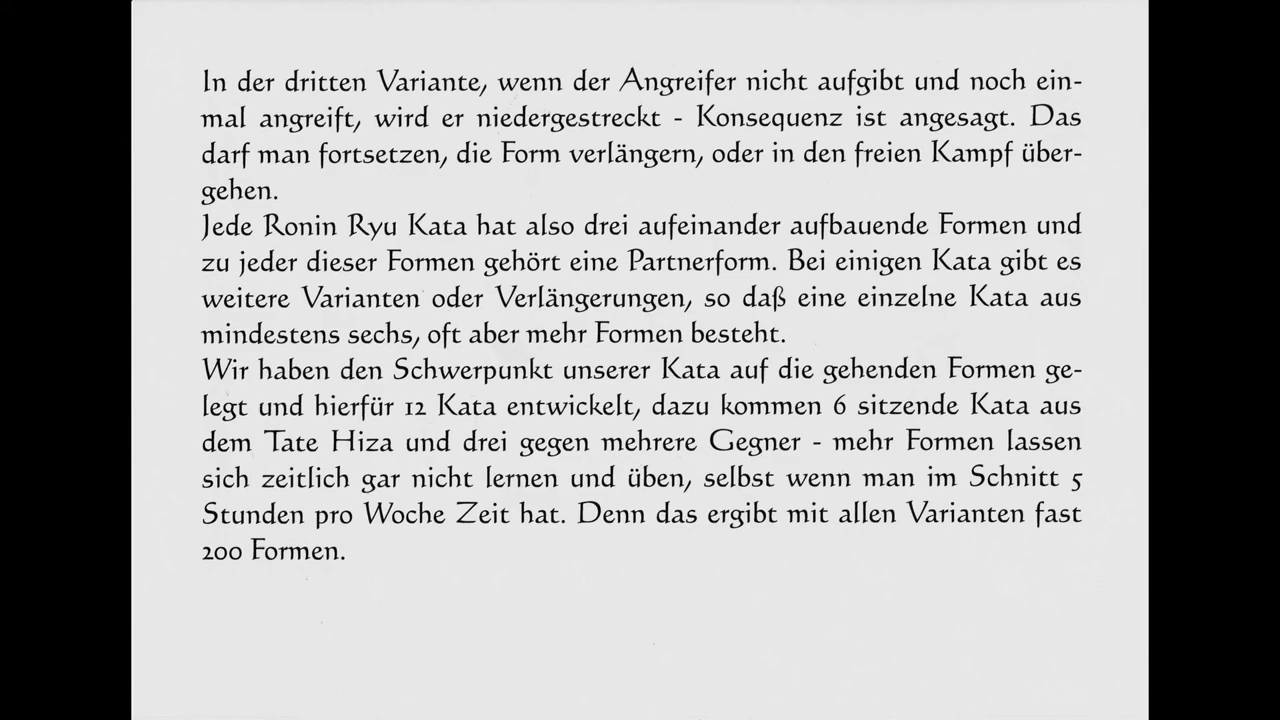 In der dritten Variante, wenn der Angreifer nicht aufgibt und noch ein-
mal angreift, wird er niedergestreckt - Konsequenz ist angesagt. Das
darf man fortsetzen, die Form verlängern, oder in den freien Kampf über-
gehen.
Jede Ronin Ryu Kata hat also drei aufeinander aufbauende Formen und
zu jeder dieser Formen gehört eine Partnerform. Bei einigen Kata gibt es
weitere Varianten oder Verlängerungen, so daß eine einzelne Kata aus
mindestens sechs, oft aber mehr Formen besteht.
Wir haben den Schwerpunkt unserer Kata auf die gehenden Formen ge-
legt und hierfür 12 Kata entwickelt, dazu kommen 6 sitzende Kata aus
dem Tate Hiza und drei gegen mehrere Gegner - mehr Formen lassen
sich zeitlich gar nicht lernen und üben, selbst wenn man im Schnitt 5
Stunden pro Woche Zeit hat. Denn das ergibt mit allen Varianten fast
200 Formen.